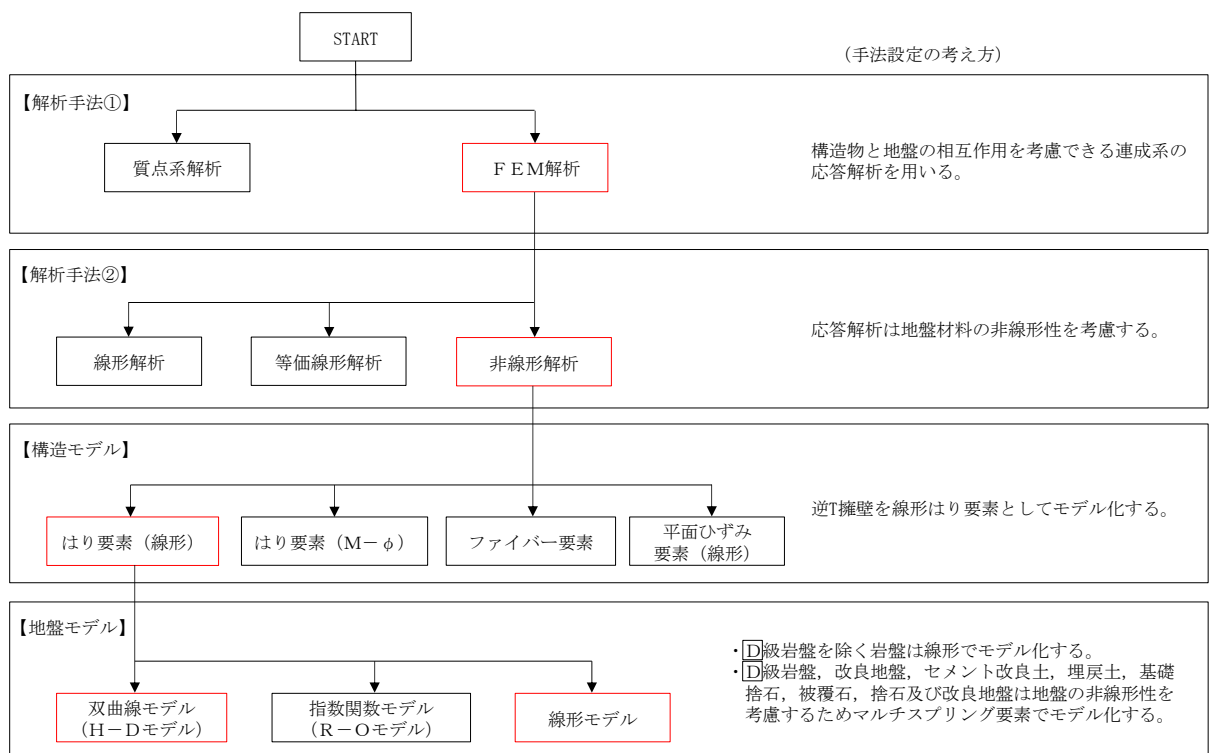 START
(手法設定の考え方)
【解析手法①】
質点系解析
ＦＥＭ解析
構造物と地盤の相互作用を考慮できる連成系の
応答解析を用いる。
【解析手法②】
線形解析
等価線形解析
非線形解析
応答解析は地盤材料の非線形性を考慮する。
【構造モデル】
はり要素（線形）
はり要素（Ｍ－φ）
ファイバー要素
平面ひずみ
要素（線形）
逆T擁壁を線形はり要素としてモデル化する。
【地盤モデル】
双曲線モデル
（Ｈ－Ｄモデル）
指数関数モデル
（Ｒ－Ｏモデル）
線形モデル
・Ｄ級岩盤を除く岩盤は線形でモデル化する。
・Ｄ級岩盤，改良地盤，セメント改良土，埋戻土，基礎
捨石，被覆石，捨石及び改良地盤は地盤の非線形性を
考慮するためマルチスプリング要素でモデル化する。